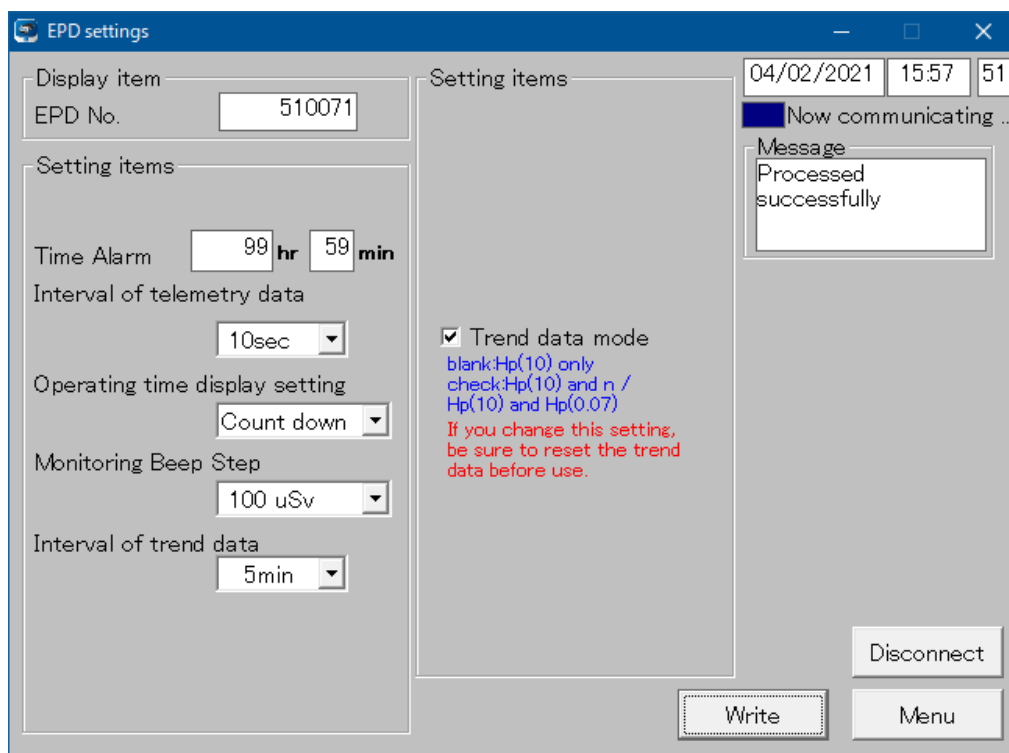 EPD settings
Display item
EPD No. 510071
Setting items
Time Alarm 99 hr 59 min
Interval of telemetry data
10sec
Operating time display setting
Count down
Monitoring Beep Step
100 uSv
Interval of trend data
5min
Setting items
Trend data mode
blank:Hp(10) only
check:Hp(10) and n /
Hp(10) and Hp(0.07)
If you change this setting,
be sure to reset the trend
data before use.
04/02/2021 15:57 51
Now communicating ..
Message
Processed
successfully
Disconnect
Write Menu